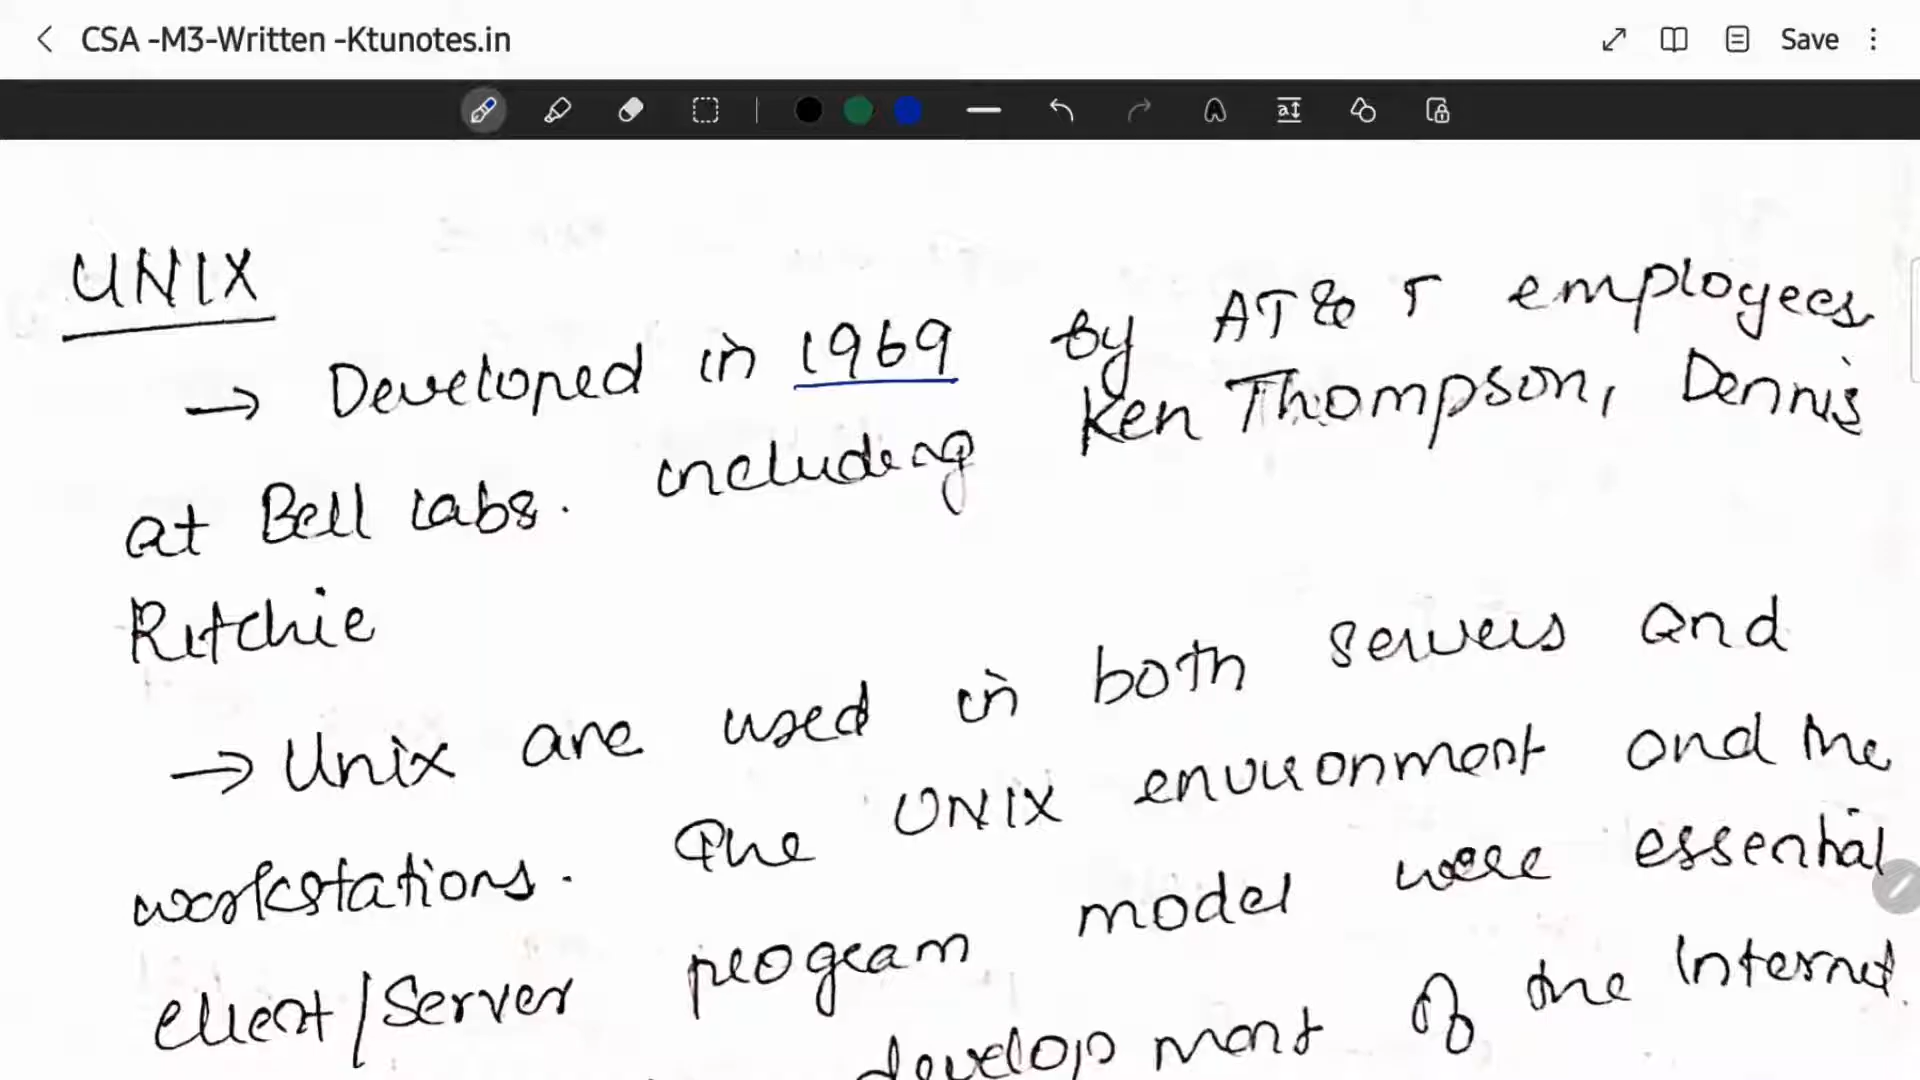 CSA -M3-Written -Ktunotes.in
Save
UNIX
→ Developed in 1969 by AT& T employees
at Bell Labs. including Ken Thompson, Dennis
Ritchie
→ Unix are used in both servers and
workstations. The UNIX environment and the
client/Server program model were essential
development of the Internet.